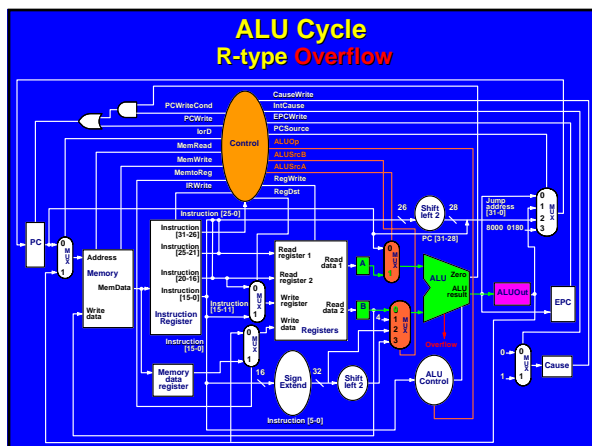 ALU Cycle
R-type Overflow
CauseWrite
IntCause
EPCWrite
PCSource
ALUOp
ALUSrcB
ALUSrcA
RegWrite
RegDst
PCWriteCond
PCWrite
IorD
MemRead
MemWrite
MemtoReg
IRWrite
Control
Instruction [25-0]
26
Shift
left 2
28
Jump
address
[31-0]
8000 0180
0
1
2
3
M
U
X
PC [31-28]
PC
0
1
M
U
X
Address
Memory
MemData
Write
data
Instruction
[31-26]
Instruction
[25-21]
Instruction
[20-16]
Instruction
[15-0]
Instruction
Register
Instruction
[15-0]
Instruction
[15-11]
0
1
M
U
X
0
1
M
U
X
Memory
data
register
Read
register 1
Read
register 2
Write
register
Write
data
Read
data 1
Read
data 2
Registers
A
B
0
1
M
U
X
4
0
1
2
3
M
U
X
ALU
Zero
ALU
result
Overflow
ALUOut
EPC
16
Sign
Extend
32
Shift
left 2
ALU
Control
Instruction [5-0]
0
1
0
1
M
U
X
Cause